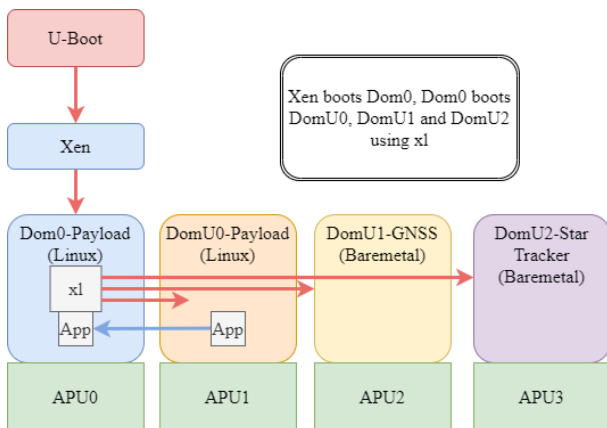 U-Boot
Xen boots Dom0, Dom0 boots
DomU0, DomU1 and DomU2
using xl
Xen
Dom0-Payload
(Linux)
DomU0-Payload
(Linux)
DomU1-GNSS
(Baremetal)
DomU2-Star
Tracker
(Baremetal)
xl
App
App
APU0
APU1
APU2
APU3